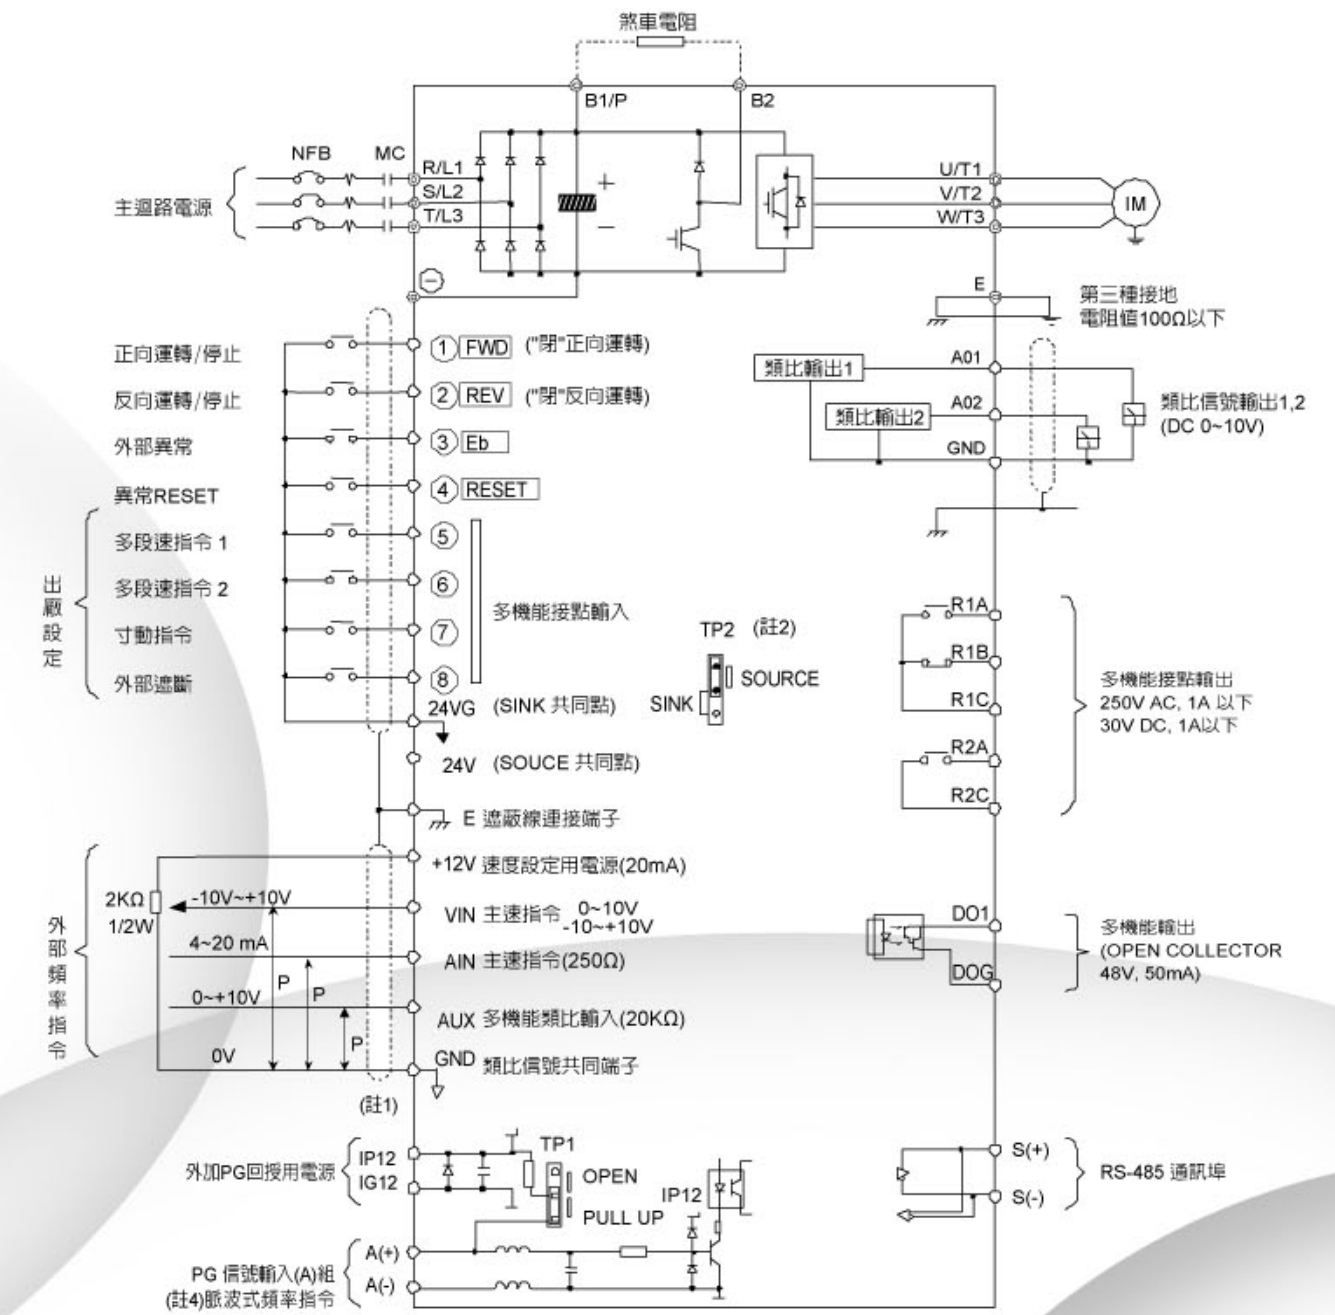 煞車電阻
B1/P
B2
NFB
MC
R/L1
S/L2
T/L3
主迴路電源
+
−
U/T1
V/T2
W/T3
IM
E
第三種接地
電阻值100Ω以下
正向運轉/停止
1 FWD ("閉"正向運轉)
反向運轉/停止
2 REV ("閉"反向運轉)
外部異常
3 Eb
異常RESET
4 RESET
出廠設定
多段速指令 1
5
多段速指令 2
6
寸動指令
7
外部遮斷
8
多機能接點輸入
24VG (SINK 共同點)
24V (SOUCE 共同點)
E 遮蔽線連接端子
TP2 (註2)
SINK
SOURCE
類比輸出1
A01
類比輸出2
A02
GND
類比信號輸出1,2
(DC 0~10V)
R1A
R1B
R1C
R2A
R2C
多機能接點輸出
250V AC, 1A 以下
30V DC, 1A以下
外部頻率指令
2KΩ
1/2W
+12V 速度設定用電源(20mA)
-10V~+10V
VIN 主速指令 0~10V
-10~+10V
4~20 mA
AIN 主速指令(250Ω)
P
P
0~+10V
AUX 多機能類比輸入(20KΩ)
P
0V
GND 類比信號共同端子
(註1)
DO1
DOG
多機能輸出
(OPEN COLLECTOR
48V, 50mA)
外加PG回授用電源
IP12
IG12
TP1
OPEN
PULL UP
IP12
PG 信號輸入(A)組
(註4)脈波式頻率指令
A(+)
A(-)
S(+)
S(-)
RS-485 通訊埠